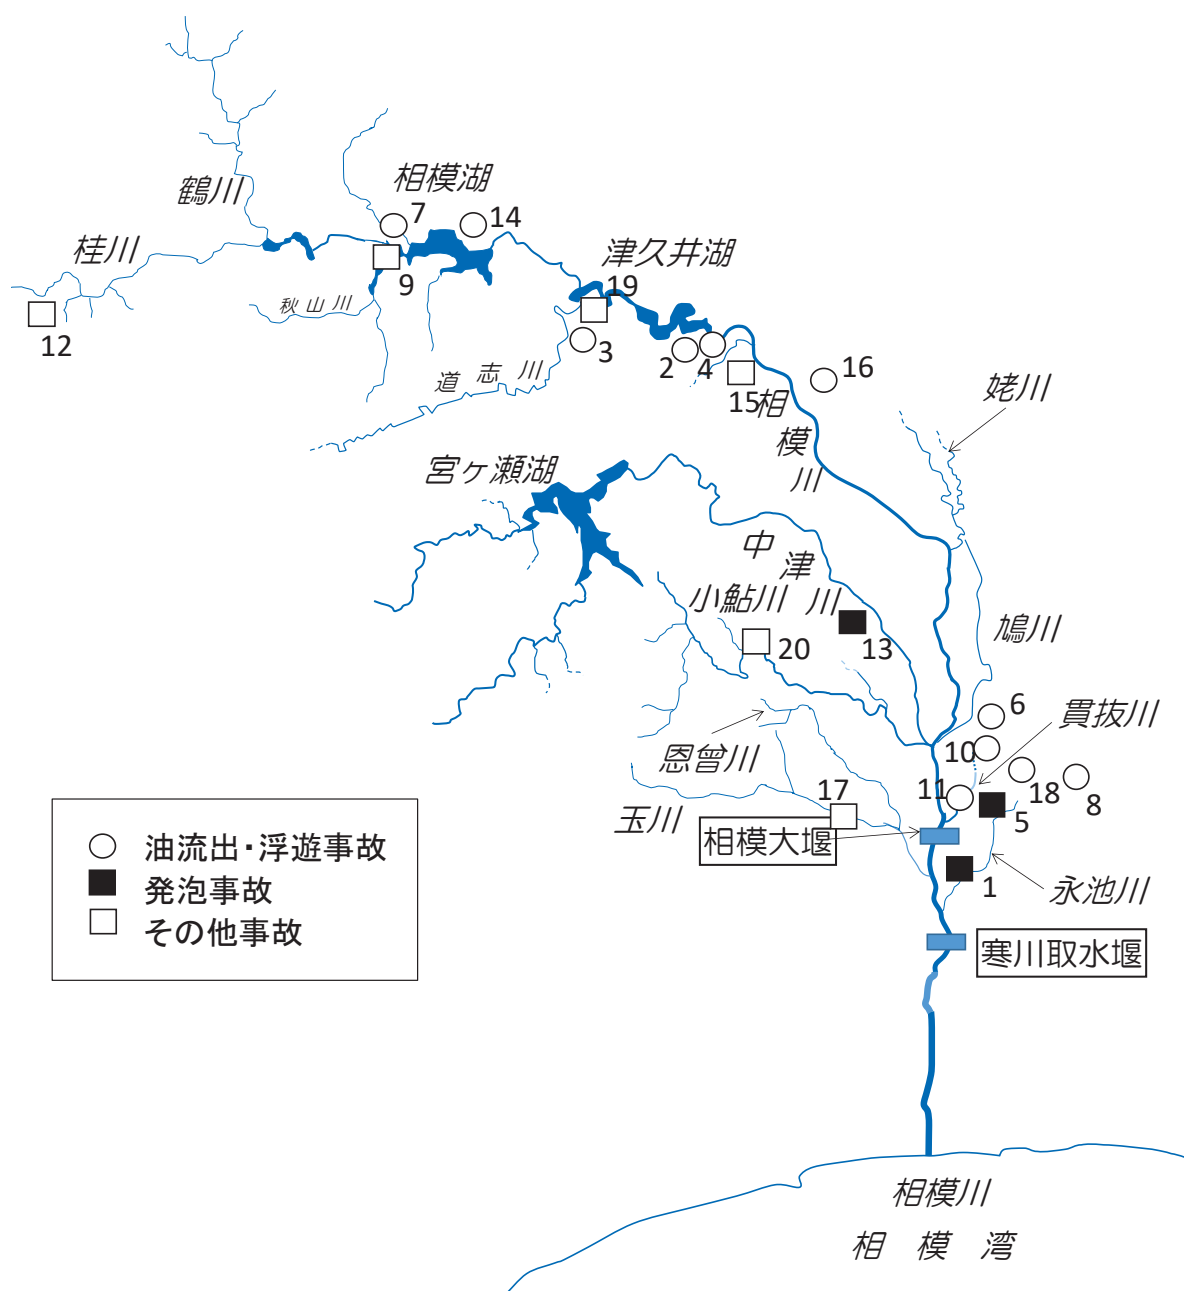 相模湖
鶴川
7
14
桂川
津久井湖
9
19
秋山川
12
3
2
4
16
道志川
15
相模川
姥川
宮ヶ瀬湖
中津川
小鮎川
13
20
鳩川
6
貫抜川
恩曾川
10
18
8
11
17
5
玉川
相模大堰
1
永池川
油流出・浮遊事故
発泡事故
その他事故
寒川取水堰
相模川
相模湾